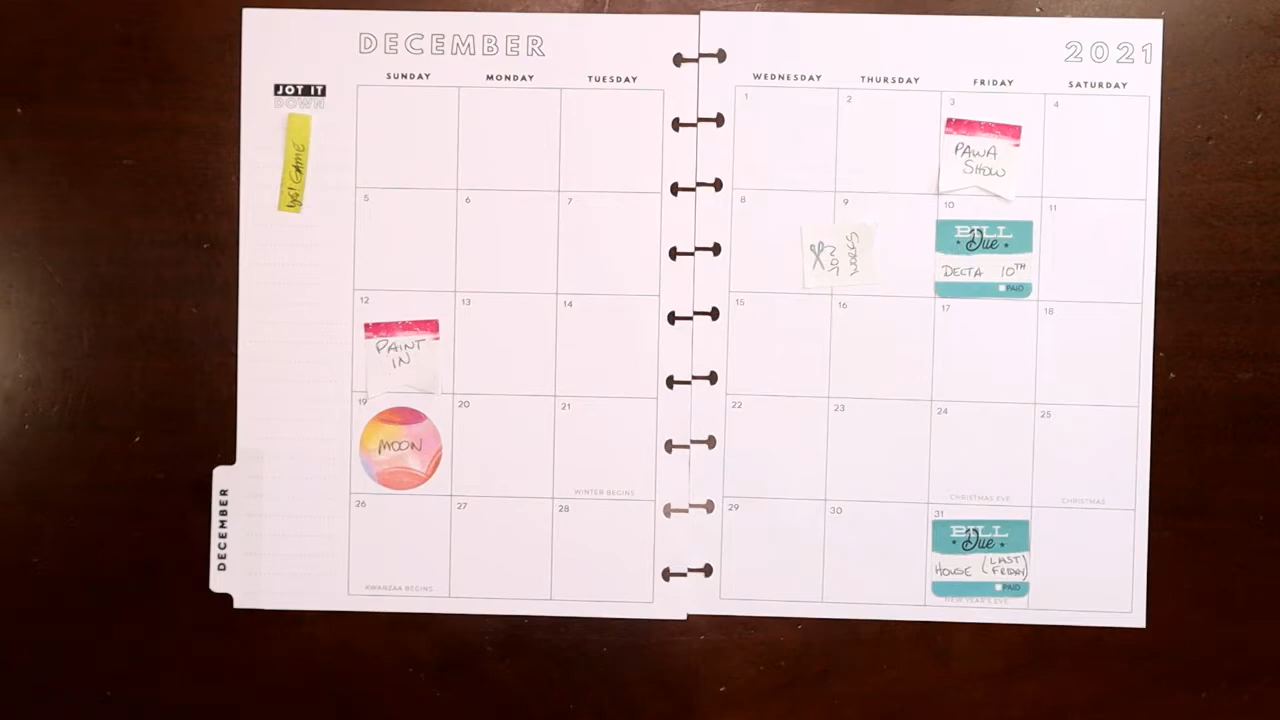 DECEMBER
2021
SUNDAY MONDAY TUESDAY WEDNESDAY THURSDAY FRIDAY SATURDAY
JOT IT
DOWN
GAME
1 2 3 4
PAWA
SHOW
5 6 7 8 9 10 11
JOY
WORKS
BILL
Due
DELTA 10TH
PAID
12 13 14 15 16 17 18
PAINT
IN
19 20 21 22 23 24 25
MOON
WINTER BEGINS
CHRISTMAS EVE
CHRISTMAS
26 27 28 29 30 31
BILL
Due
HOUSE (LAST
FRIDAY)
PAID
KWANZAA BEGINS
NEW YEAR'S EVE
DECEMBER